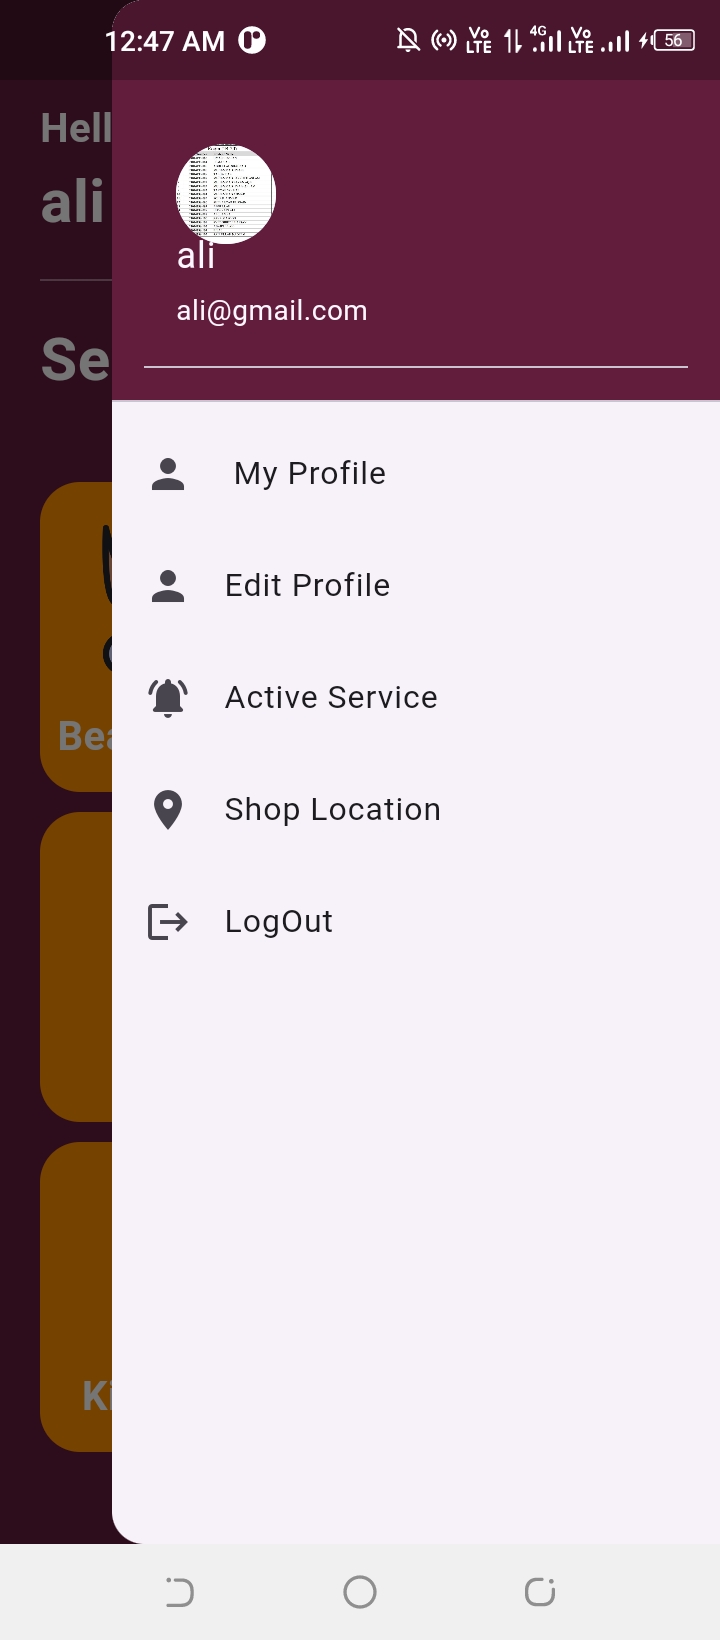 12:47 AM
Vo LTE 4G Vo LTE 56
Hell
ali
Se
Bea
Ki
ali
ali@gmail.com
My Profile
Edit Profile
Active Service
Shop Location
LogOut